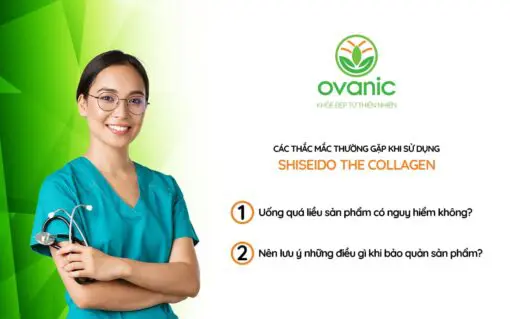 ovanic
KHỎE ĐẸP TỪ THIÊN NHIÊN
CÁC THẮC MẮC THƯỜNG GẶP KHI SỬ DỤNG
SHISEIDO THE COLLAGEN
1 Uống quá liều sản phẩm có nguy hiểm không?
2 Nên lưu ý những điều gì khi bảo quản sản phẩm?